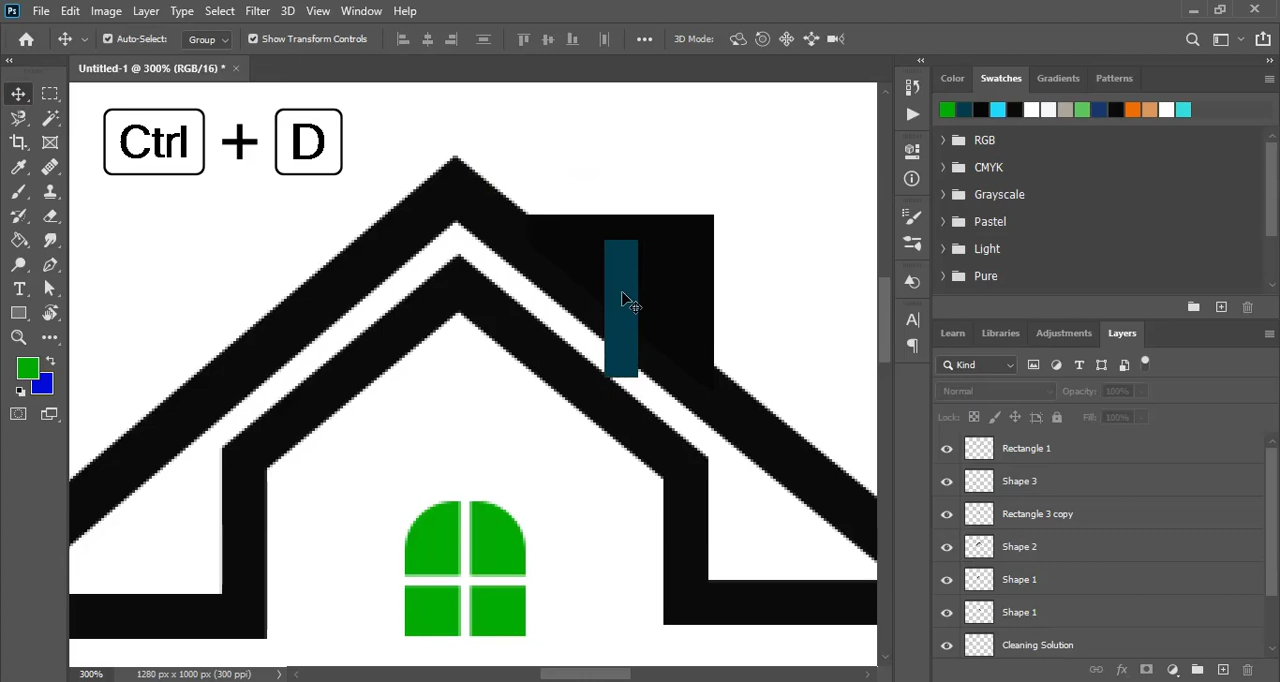 Ps File Edit Image Layer Type Select Filter 3D View Window Help
Auto-Select: Group Show Transform Controls 3D Mode:
Untitled-1 @ 300% (RGB/16) *
Ctrl + D
Color Swatches Gradients Patterns
RGB
CMYK
Grayscale
Pastel
Light
Pure
Learn Libraries Adjustments Layers
Kind
Normal Opacity: 100%
Lock: Fill: 100%
Rectangle 1
Shape 3
Rectangle 3 copy
Shape 2
Shape 1
Shape 1
Cleaning Solution
300% 1280 px x 1000 px (300 ppi)